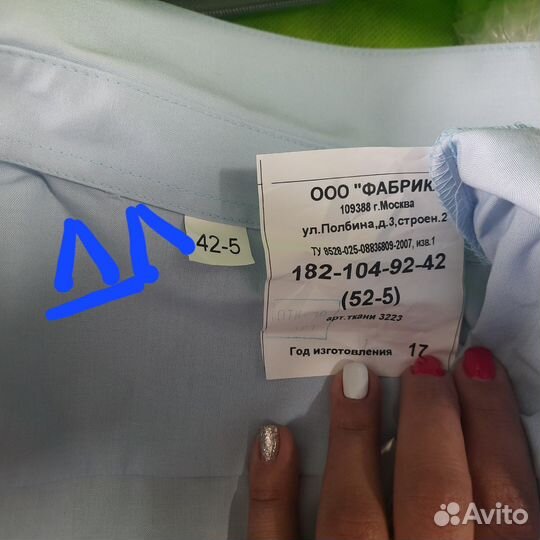 ООО "ФАБРИК
109388 г.Москва
ул.Полбина,д.3,строен.2
ТУ 8528-025-08836809-2007, изв.1
182-104-92-42
(52-5)
арт.ткани 3223
Год изготовления 17
42-5
ДЛ
Avito